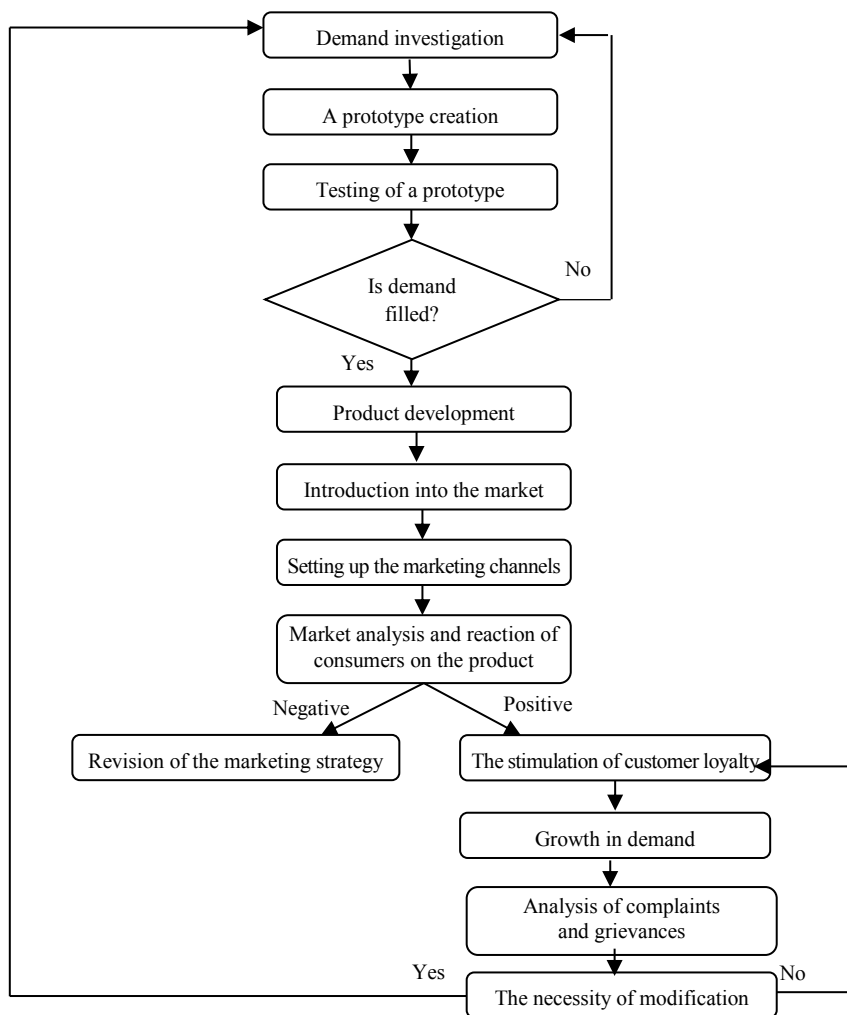 Demand investigation
A prototype creation
Testing of a prototype
No
Is demand
filled?
Yes
Product development
Introduction into the market
Setting up the marketing channels
Market analysis and reaction of
consumers on the product
Negative
Positive
Revision of the marketing strategy
The stimulation of customer loyalty
Growth in demand
Analysis of complaints
and grievances
Yes
No
The necessity of modification